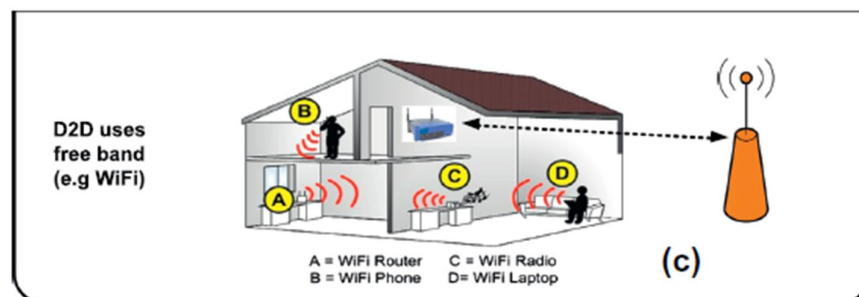 D2D uses
free band
(e.g WiFi)
B
A
C
D
A = WiFi Router C = WiFi Radio
B = WiFi Phone D= WiFi Laptop
(c)